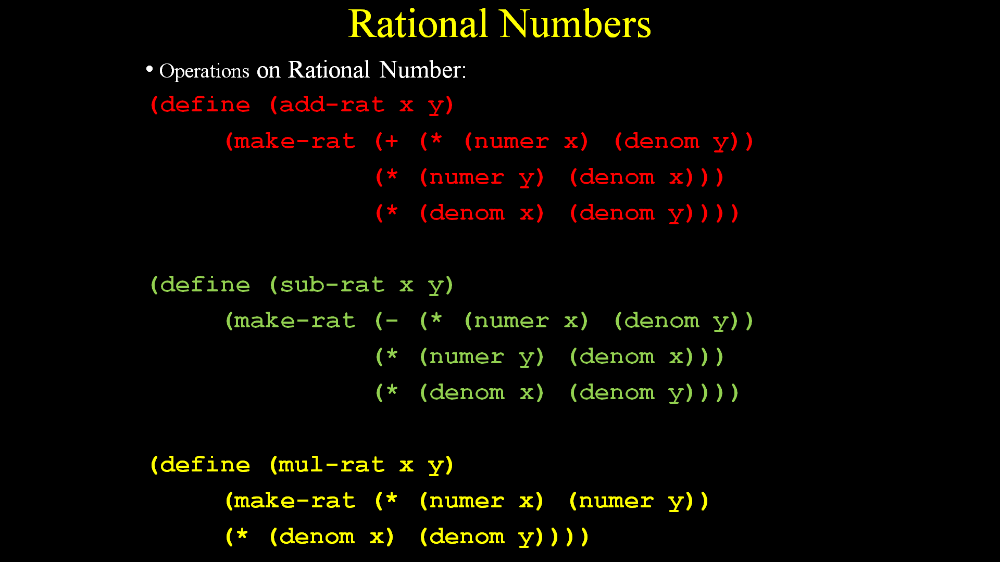 Rational Numbers
• Operations on Rational Number:
(define (add-rat x y)
(make-rat (+ (* (numer x) (denom y))
(* (numer y) (denom x)))
(* (denom x) (denom y))))
(define (sub-rat x y)
(make-rat (- (* (numer x) (denom y))
(* (numer y) (denom x)))
(* (denom x) (denom y))))
(define (mul-rat x y)
(make-rat (* (numer x) (numer y))
(* (denom x) (denom y))))